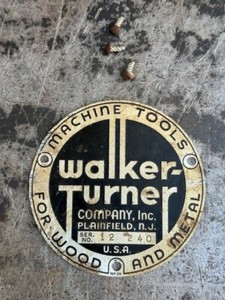 MACHINE TOOLS
walker-
Turner
COMPANY, Inc.
PLAINFIELD, N.J.
SER.
NO. 12 240
U.S.A.
FOR WOOD AND METAL